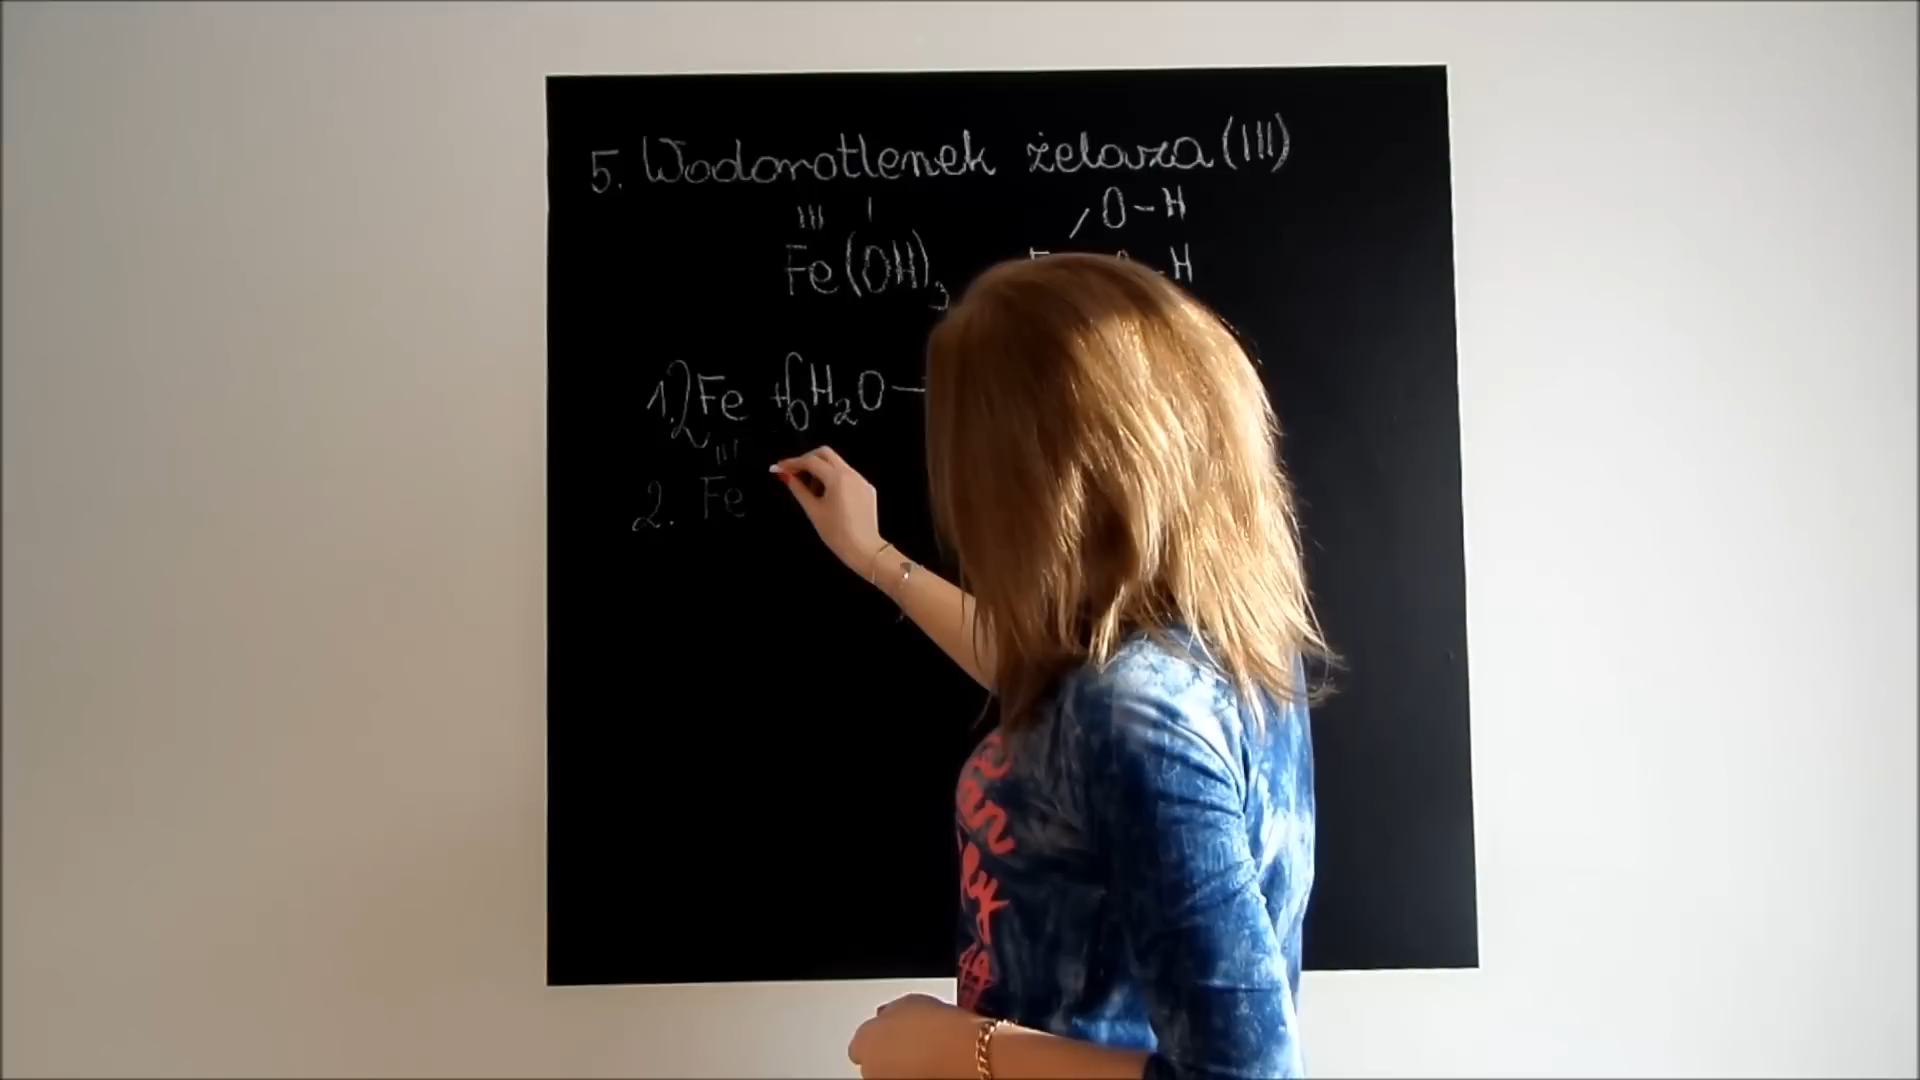 5. Wodorotlenek żelaza (III)
III I
Fe(OH)₃
O-H
-H
1. 2Fe + 6H₂O -
III
2. Fe